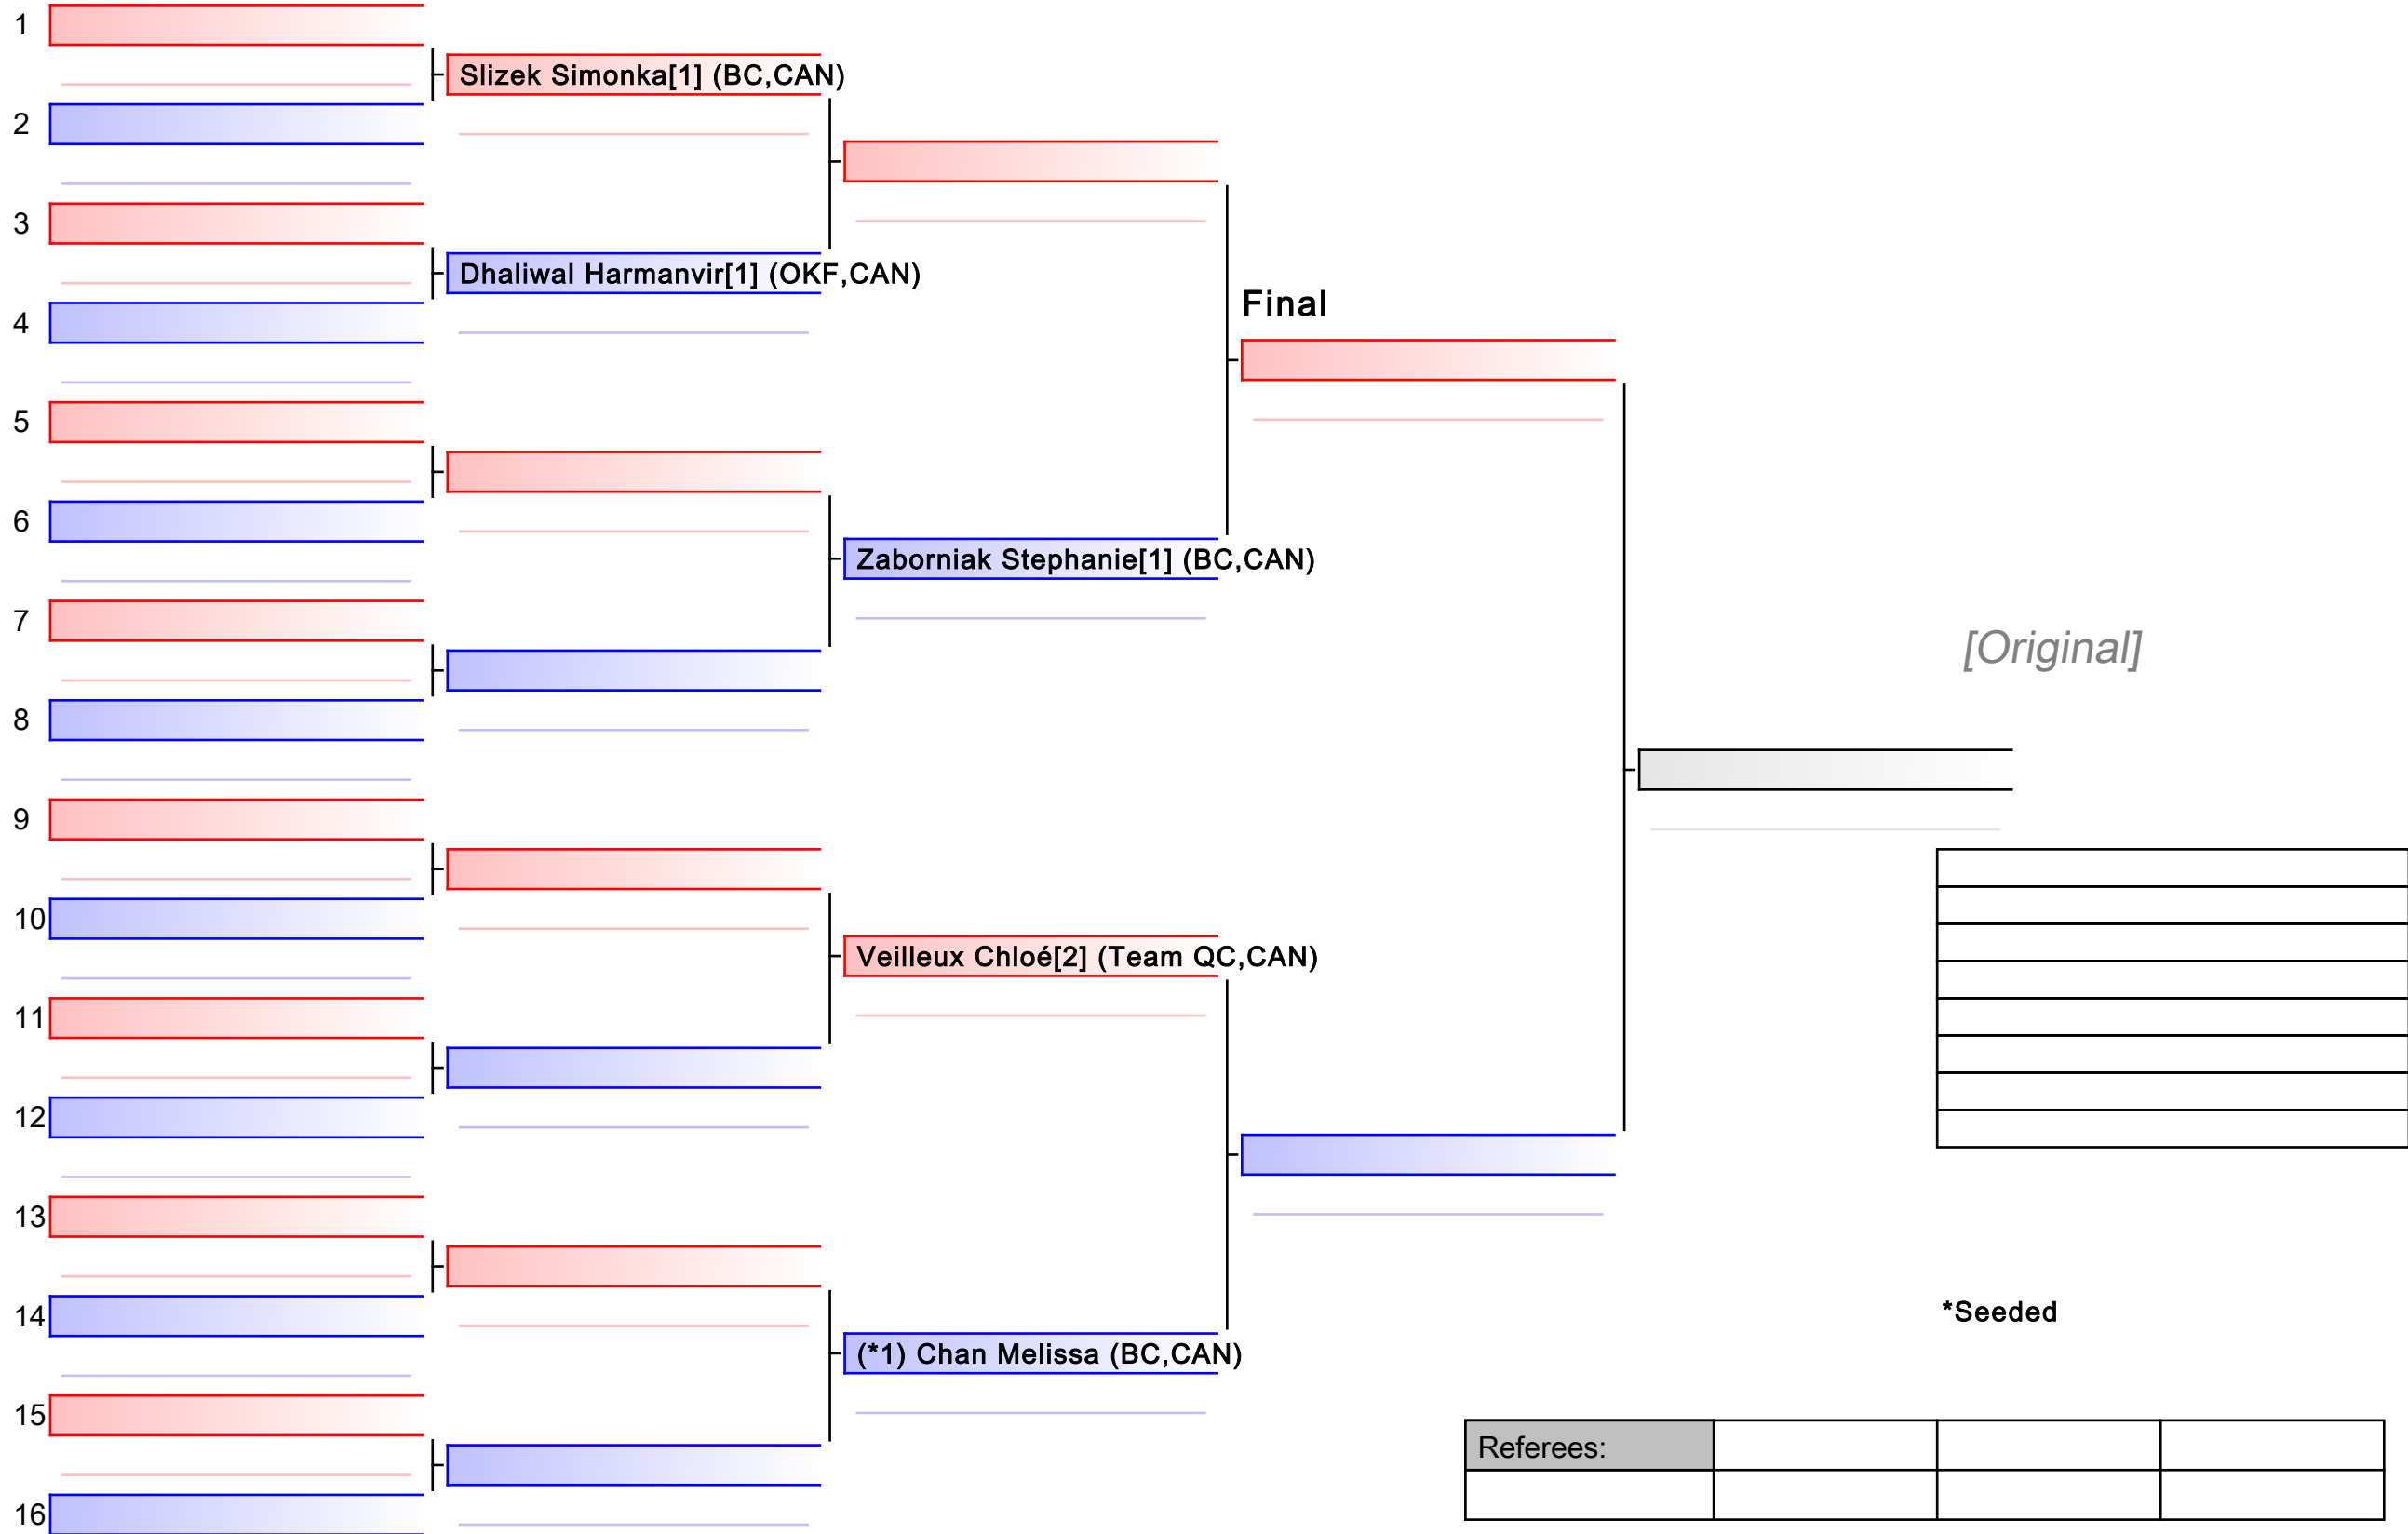 1
Slizek Simonka[1] (BC,CAN)
2
3
Dhaliwal Harmanvir[1] (OKF,CAN)
4
Final
5
6
Zaborniak Stephanie[1] (BC,CAN)
7
[Original]
8
9
10
Veilleux Chloé[2] (Team QC,CAN)
11
12
13
14
*Seeded
(*1) Chan Melissa (BC,CAN)
15
Referees:
16